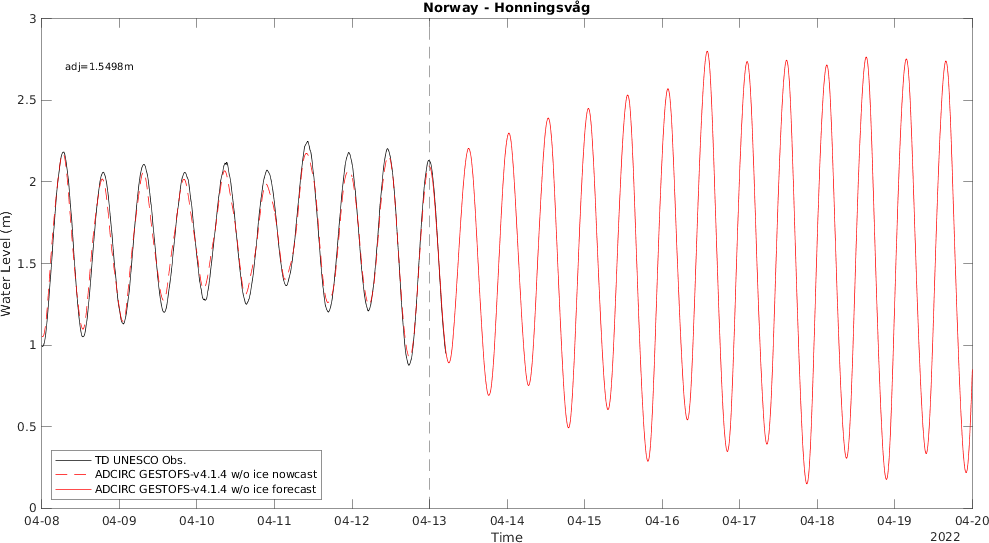 Norway - Honningsvåg
adj=1.5498m
Water Level (m)
3
2.5
2
1.5
1
0.5
0
TD UNESCO Obs.
ADCIRC GESTOFS-v4.1.4 w/o ice nowcast
ADCIRC GESTOFS-v4.1.4 w/o ice forecast
04-08 04-09 04-10 04-11 04-12 04-13 04-14 04-15 04-16 04-17 04-18 04-19 04-20
Time
2022